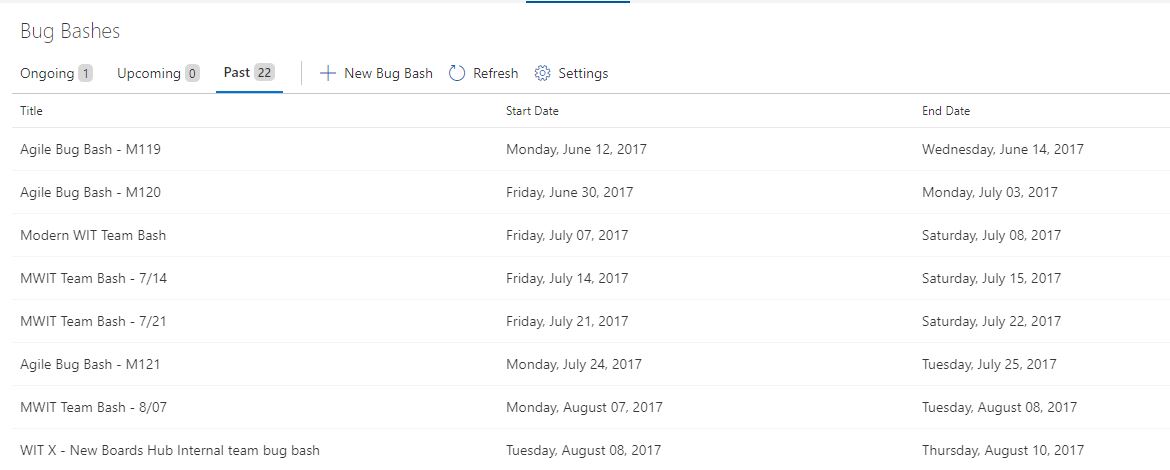 Bug Bashes
Ongoing 1 Upcoming 0 Past 22 New Bug Bash Refresh Settings
Title Start Date End Date
Agile Bug Bash - M119 Monday, June 12, 2017 Wednesday, June 14, 2017
Agile Bug Bash - M120 Friday, June 30, 2017 Monday, July 03, 2017
Modern WIT Team Bash Friday, July 07, 2017 Saturday, July 08, 2017
MWIT Team Bash - 7/14 Friday, July 14, 2017 Saturday, July 15, 2017
MWIT Team Bash - 7/21 Friday, July 21, 2017 Saturday, July 22, 2017
Agile Bug Bash - M121 Monday, July 24, 2017 Tuesday, July 25, 2017
MWIT Team Bash - 8/07 Monday, August 07, 2017 Tuesday, August 08, 2017
WIT X - New Boards Hub Internal team bug bash Tuesday, August 08, 2017 Thursday, August 10, 2017